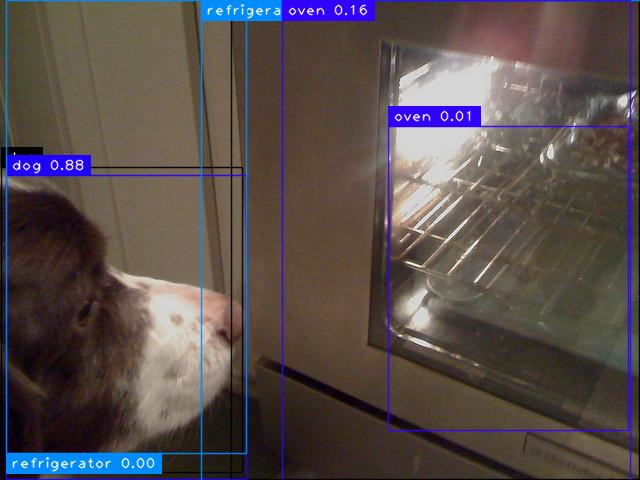 refrigera
oven 0.16
oven 0.01
dog 0.88
refrigerator 0.00